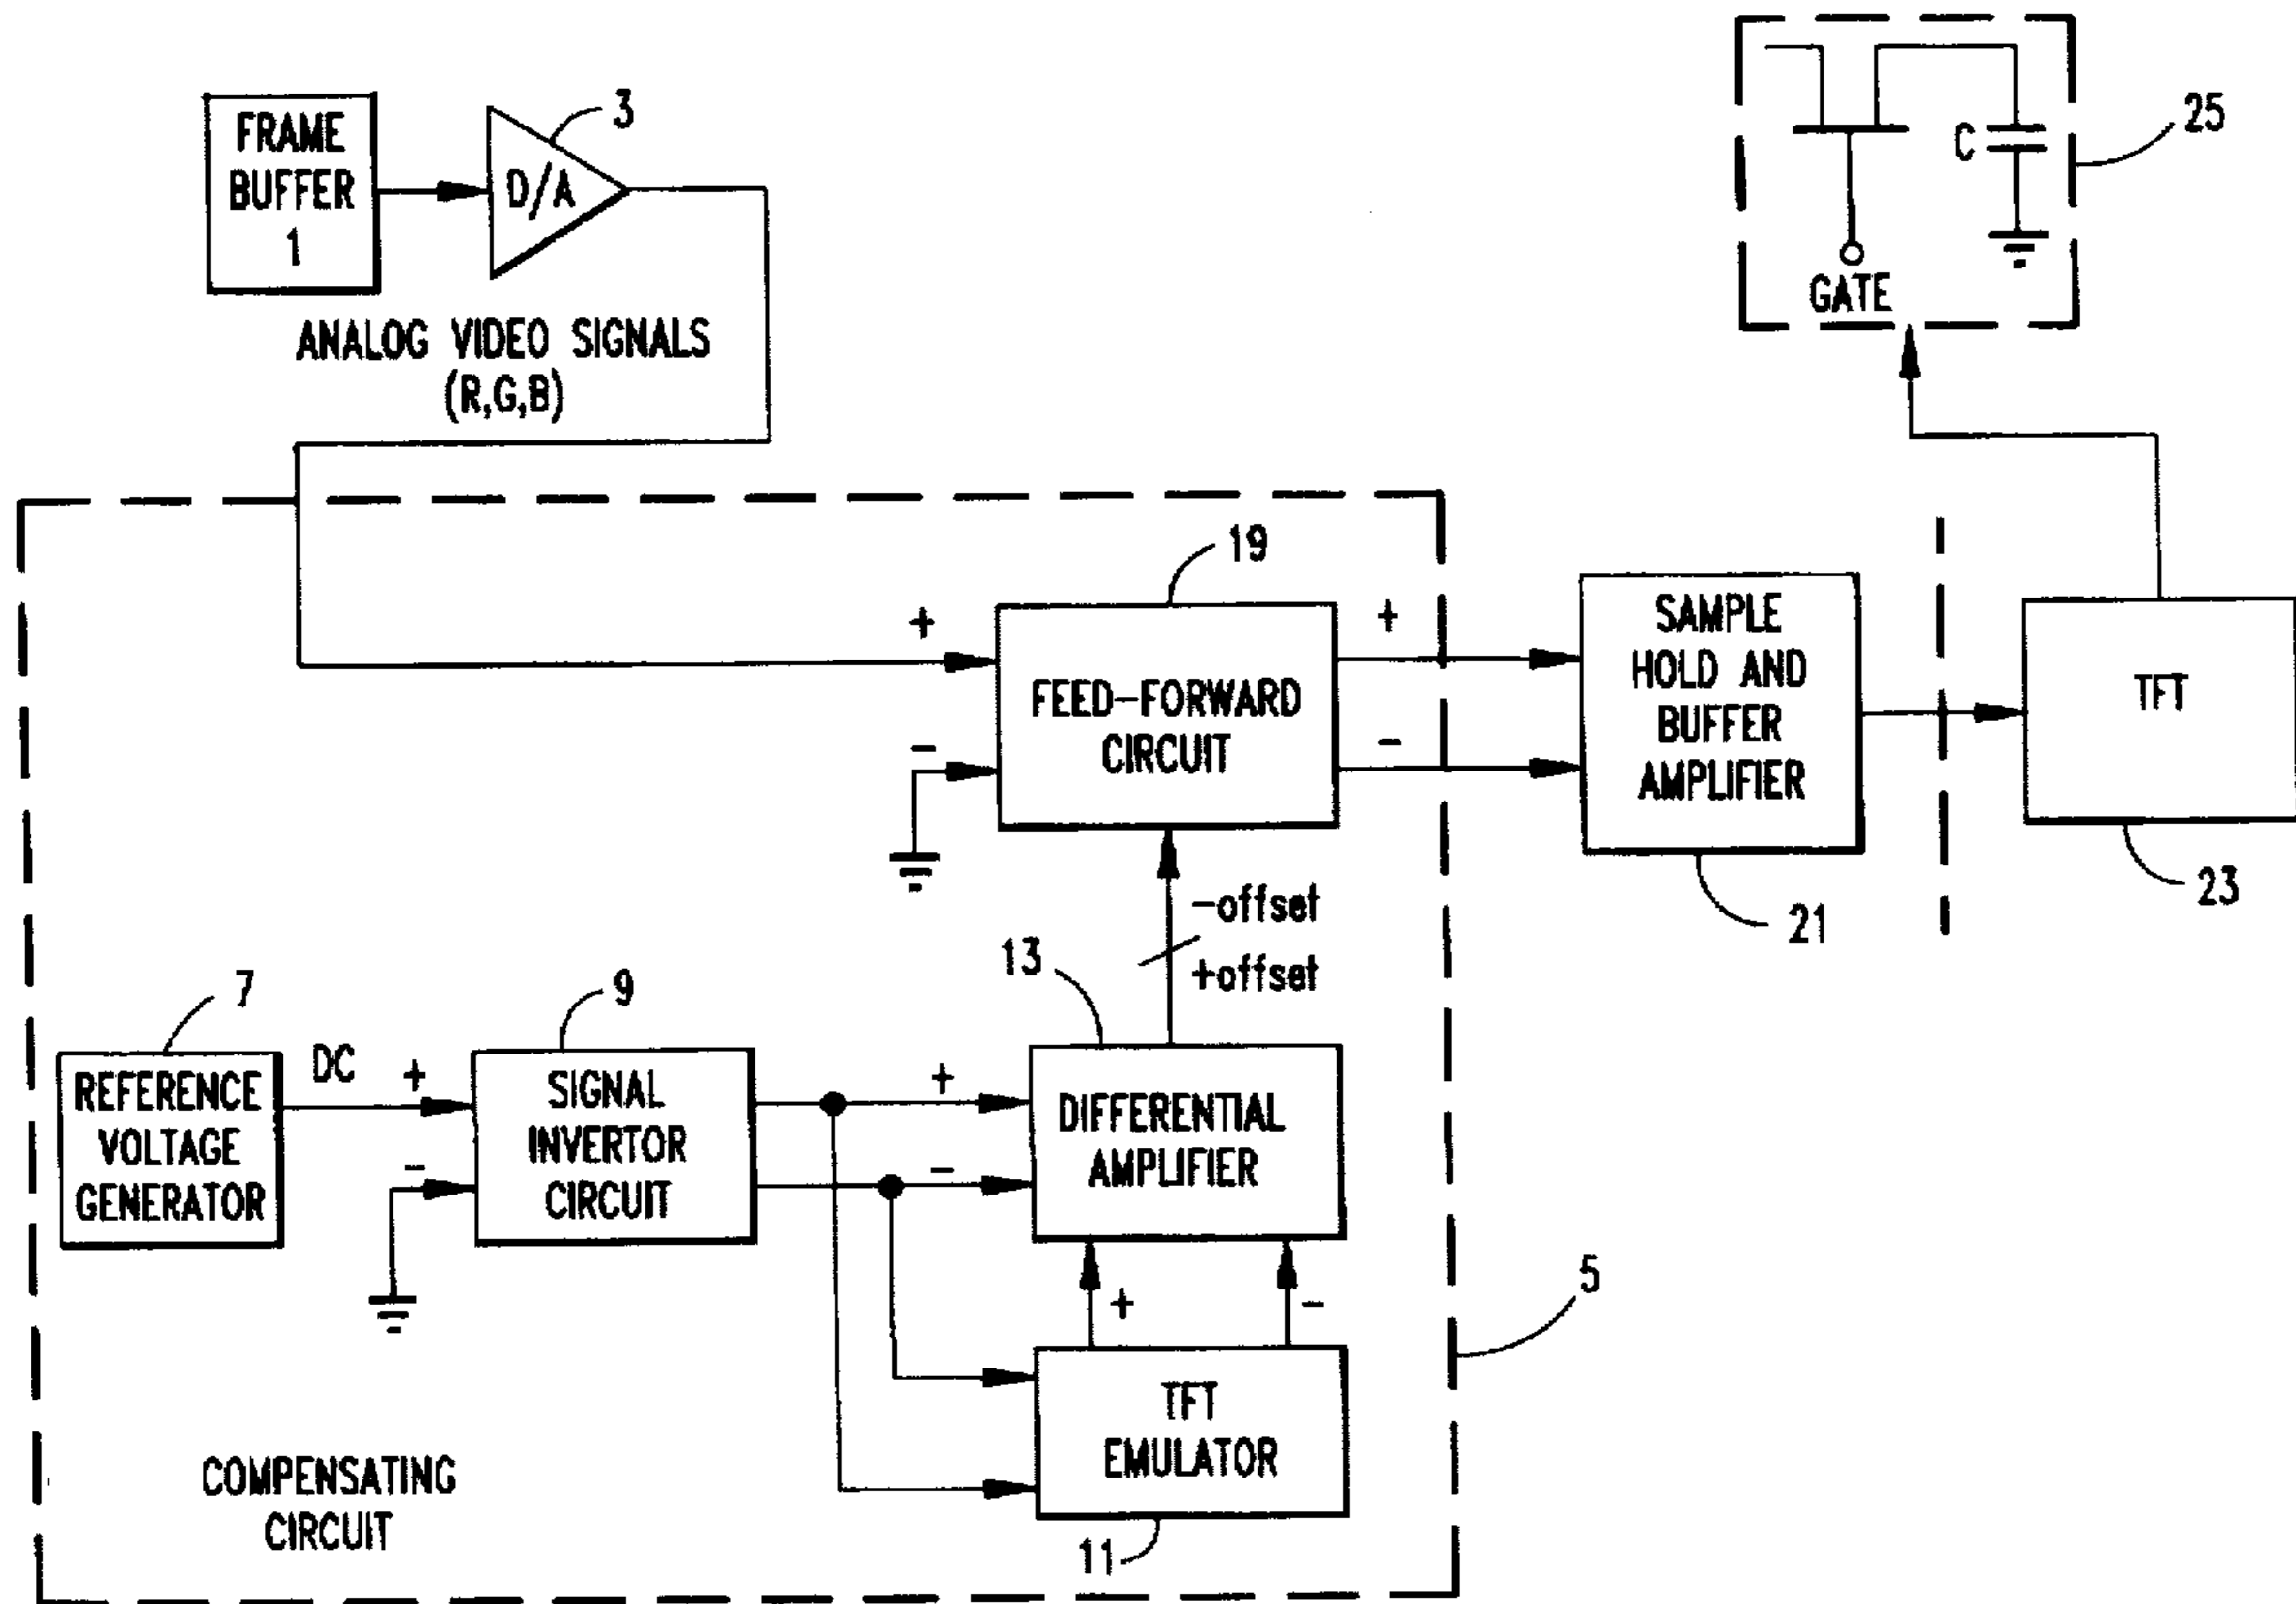 FRAME
BUFFER
1
D/A
3
ANALOG VIDEO SIGNALS
(R,G,B)
C
GATE
25
19
+
-
FEED-FORWARD
CIRCUIT
+
-
SAMPLE
HOLD AND
BUFFER
AMPLIFIER
21
TFT
23
-offset
+offset
13
7
DC
+
-
REFERENCE
VOLTAGE
GENERATOR
9
SIGNAL
INVERTOR
CIRCUIT
+
-
DIFFERENTIAL
AMPLIFIER
+
-
5
TFT
EMULATOR
11
COMPENSATING
CIRCUIT